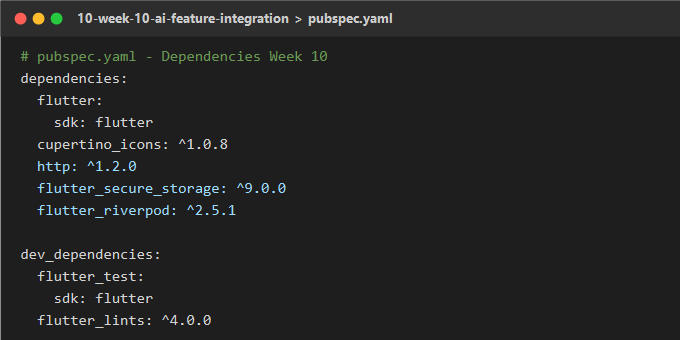 10-week-10-ai-feature-integration > pubspec.yaml
# pubspec.yaml - Dependencies Week 10
dependencies:
  flutter:
    sdk: flutter
  cupertino_icons: ^1.0.8
  http: ^1.2.0
  flutter_secure_storage: ^9.0.0
  flutter_riverpod: ^2.5.1

dev_dependencies:
  flutter_test:
    sdk: flutter
  flutter_lints: ^4.0.0